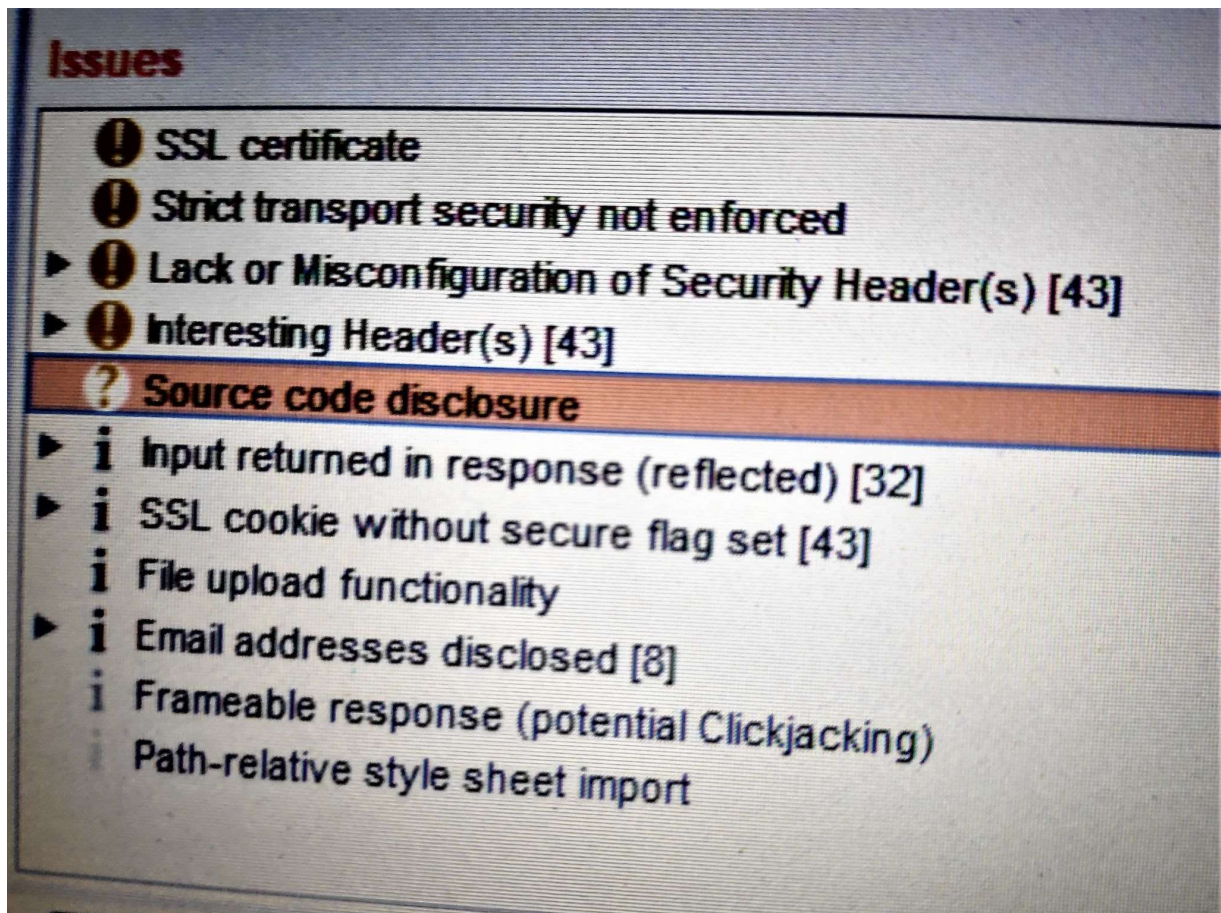 Issues
SSL certificate
Strict transport security not enforced
Lack or Misconfiguration of Security Header(s) [43]
Interesting Header(s) [43]
Source code disclosure
Input returned in response (reflected) [32]
SSL cookie without secure flag set [43]
File upload functionality
Email addresses disclosed [8]
Frameable response (potential Clickjacking)
Path-relative style sheet import